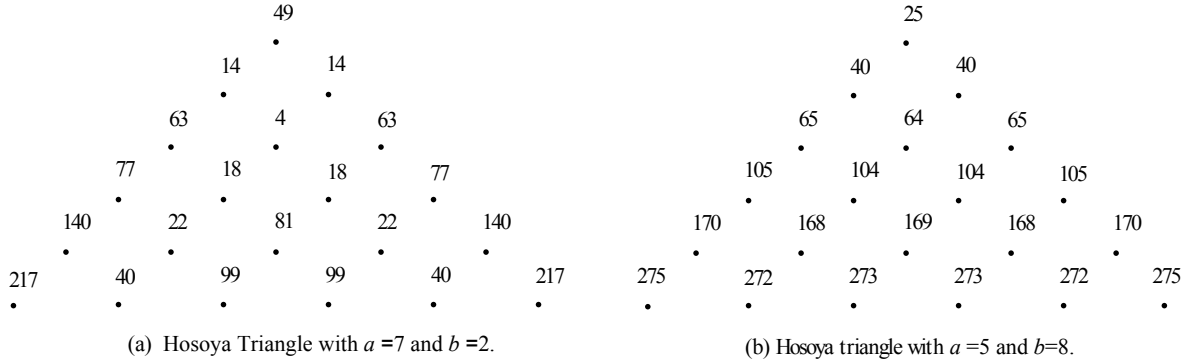 49
14 14
63 4 63
77 18 18 77
140 22 81 22 140
217 40 99 99 40 217
(a) Hosoya Triangle with a =7 and b =2.
25
40 40
65 64 65
105 104 104 105
170 168 169 168 170
275 272 273 273 272 275
(b) Hosoya triangle with a =5 and b=8.